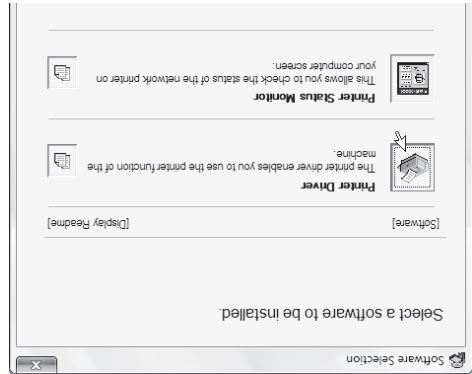 Software Selection
X
Select a software to be installed.
[Software] [Display Readme]
Printer Driver
The printer driver enables you to use the printer function of the
machine.
Printer Status Monitor
This allows you to check the status of the network printer on
your computer screen.